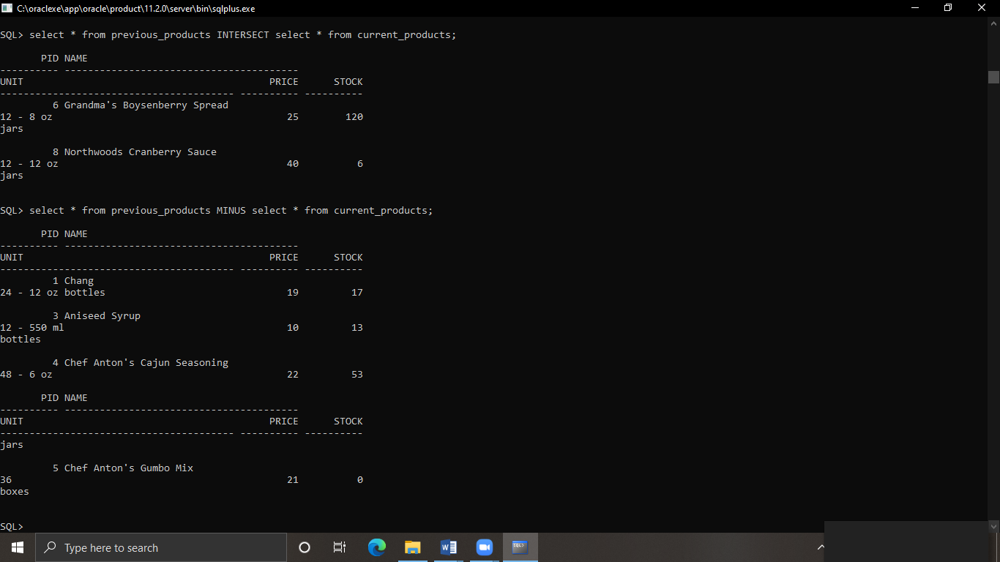 C:\oraclexe\app\oracle\product\11.2.0\server\bin\sqlplus.exe
SQL> select * from previous_products INTERSECT select * from current_products;
PID NAME
---------- ----------------------------------------
UNIT PRICE STOCK
---------------------------------------- ---------- ----------
6 Grandma's Boysenberry Spread
12 - 8 oz 25 120
jars
8 Northwoods Cranberry Sauce
12 - 12 oz 40 6
jars
SQL> select * from previous_products MINUS select * from current_products;
PID NAME
---------- ----------------------------------------
UNIT PRICE STOCK
---------------------------------------- ---------- ----------
1 Chang
24 - 12 oz bottles 19 17
3 Aniseed Syrup
12 - 550 ml 10 13
bottles
4 Chef Anton's Cajun Seasoning
48 - 6 oz 22 53
PID NAME
---------- ----------------------------------------
UNIT PRICE STOCK
---------------------------------------- ---------- ----------
jars
5 Chef Anton's Gumbo Mix
36 21 0
boxes
SQL>
Type here to search
W
SQL>